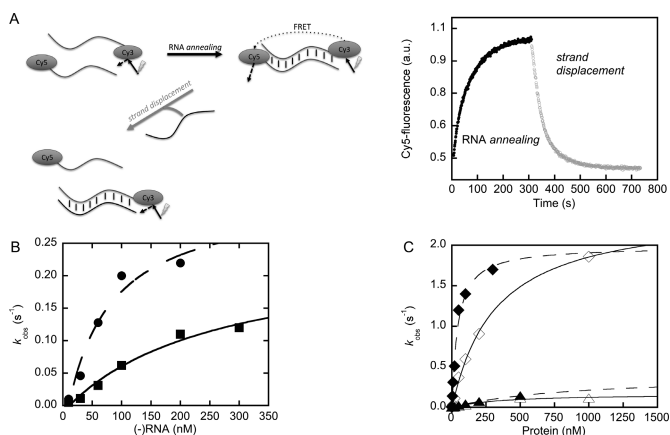 A
FRET
Cy3
Cy5
RNA annealing
Cy5
Cy3
strand displacement
Cy5
Cy3
Cy5-fluorescence (a.u.)
1.1
0.9
0.8
0.6
0.5
strand displacement
RNA annealing
0 100 200 300 400 500 600 700 800
Time (s)
B
k obs (s⁻¹)
0.25
0.20
0.15
0.10
0.05
0.00
0 50 100 150 200 250 300 350
(-)RNA (nM)
C
k obs (s⁻¹)
2.0
1.5
1.0
0.5
0.0
0 250 500 750 1000 1250 1500
Protein (nM)